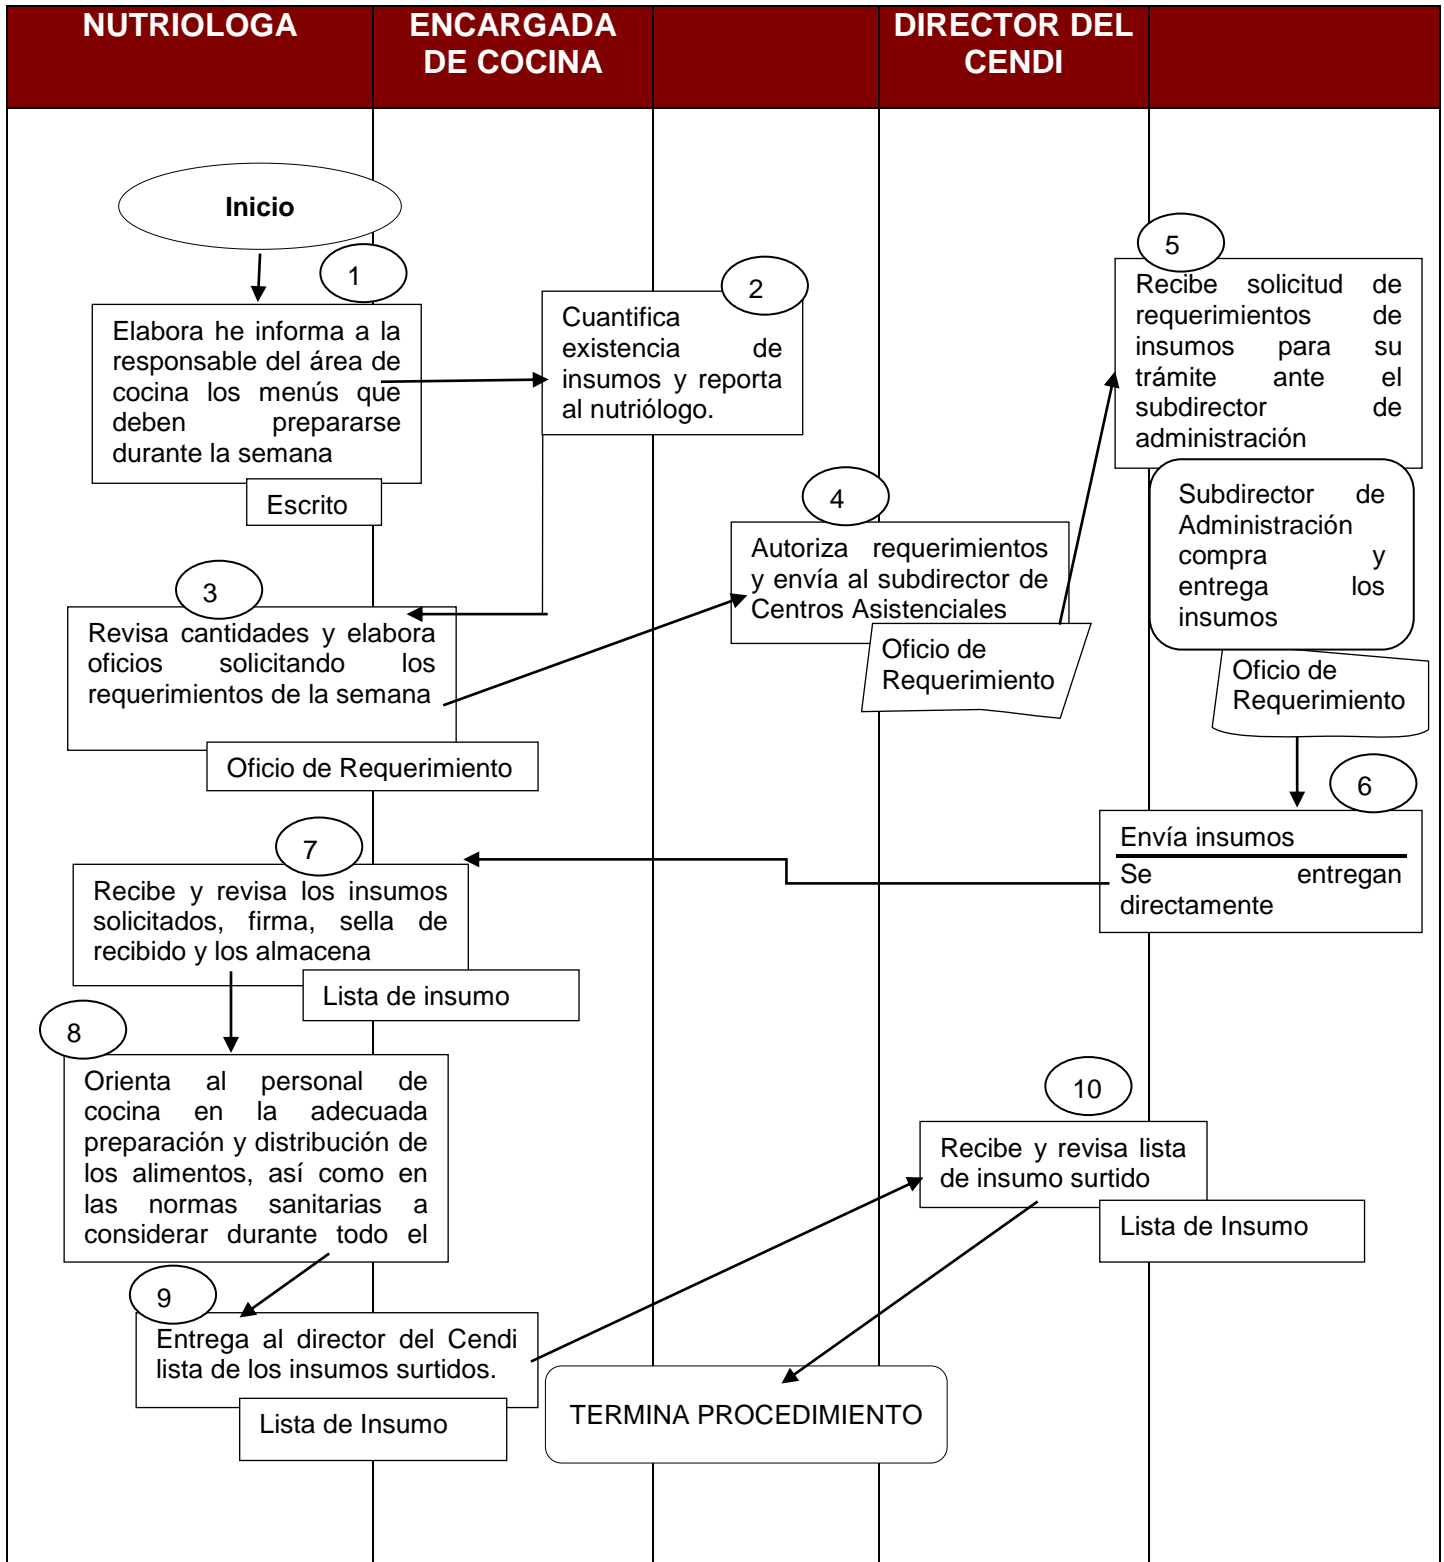 NUTRIOLOGA
ENCARGADA
DE COCINA
DIRECTOR DEL
CENDI
Inicio
1
Elabora he informa a la
responsable del área de
cocina los menús que
deben prepararse
durante la semana
Escrito
2
Cuantifica
existencia de
insumos y reporta
al nutriólogo.
3
Revisa cantidades y elabora
oficios solicitando los
requerimientos de la semana
Oficio de Requerimiento
4
Autoriza requerimientos
y envía al subdirector de
Centros Asistenciales
Oficio de
Requerimiento
5
Recibe solicitud de
requerimientos de
insumos para su
trámite ante el
subdirector de
administración
Subdirector de
Administración
compra y
entrega los
insumos
Oficio de
Requerimiento
6
Envía insumos
Se entregan
directamente
7
Recibe y revisa los insumos
solicitados, firma, sella de
recibido y los almacena
Lista de insumo
8
Orienta al personal de
cocina en la adecuada
preparación y distribución de
los alimentos, así como en
las normas sanitarias a
considerar durante todo el
9
Entrega al director del Cendi
lista de los insumos surtidos.
Lista de Insumo
10
Recibe y revisa lista
de insumo surtido
Lista de Insumo
TERMINA PROCEDIMIENTO